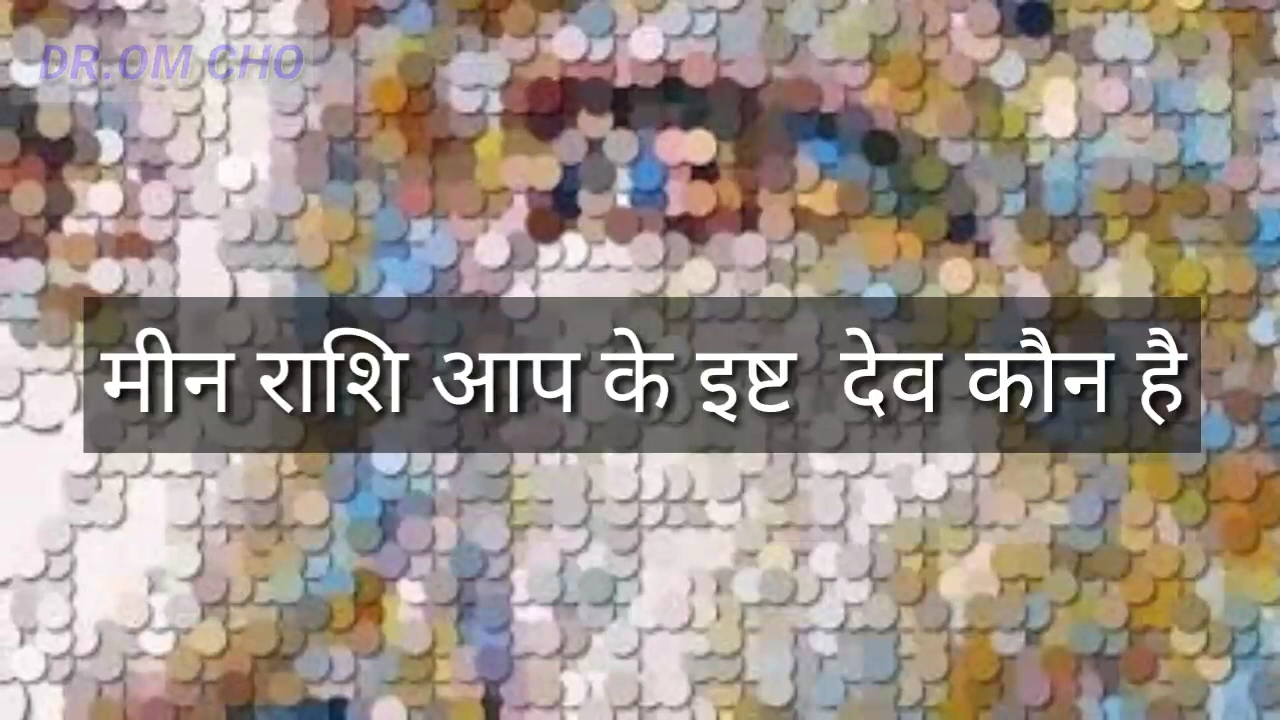 DR.OM CHO
मीन राशि आप के इष्ट देव कौन है